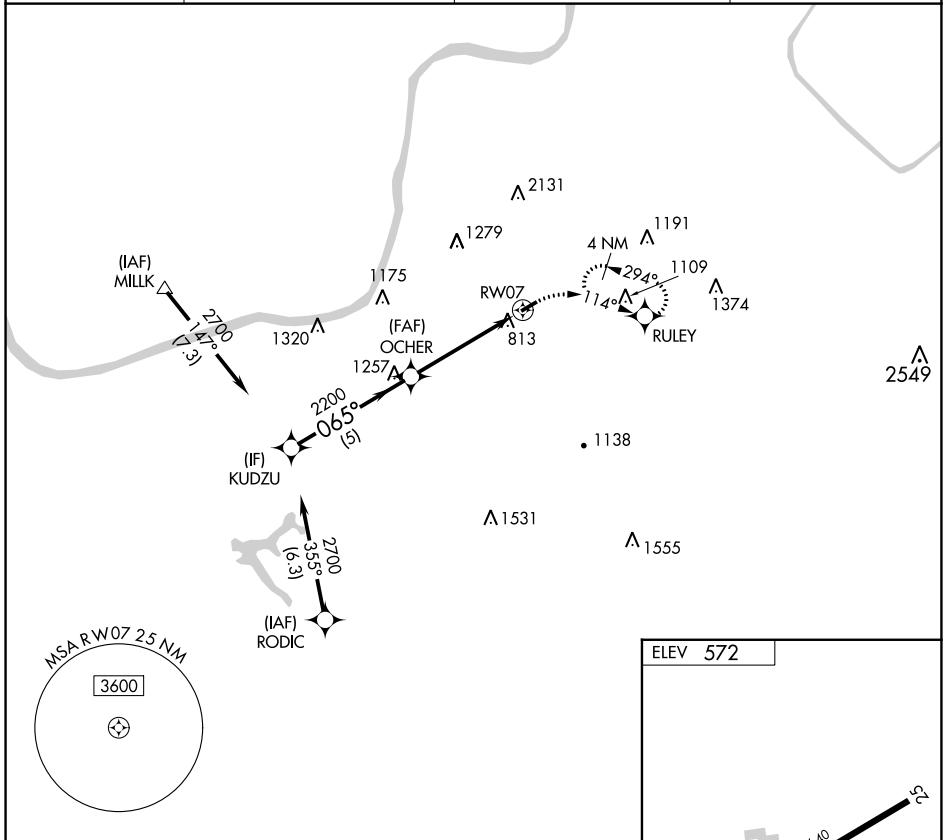 2131
1279
1191
4 NM
1109
294°
114°
1374
(IAF)
MILLK
1175
RW07
RULEY
2700
147°
(7.3)
1320
(FAF)
OCHER
813
2549
1257
2200
065°
(5)
1138
(IF)
KUDZU
1531
1555
2700
355°
(6.3)
(IAF)
RODIC
MSA RW07 25 NM
3600
ELEV 572
25